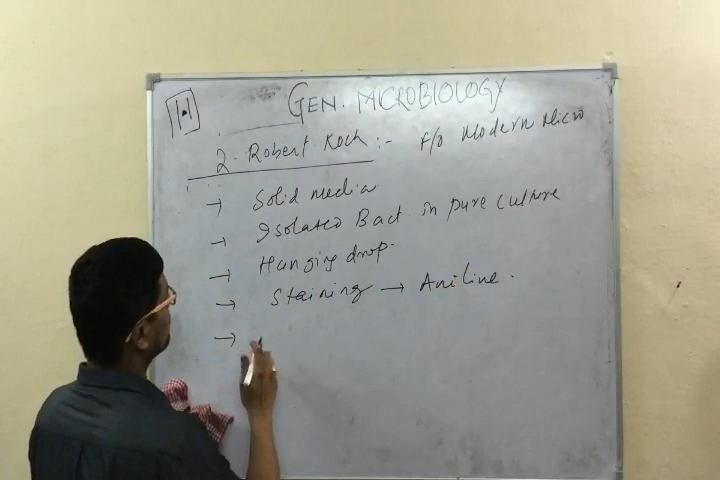 GEN. MICROBIOLOGY
2. Robert Koch :- F/o Modern Micro
→ Solid media
→ Isolated Bact in pure culture
→ Hanging drop.
→ Staining → Aniline.
→